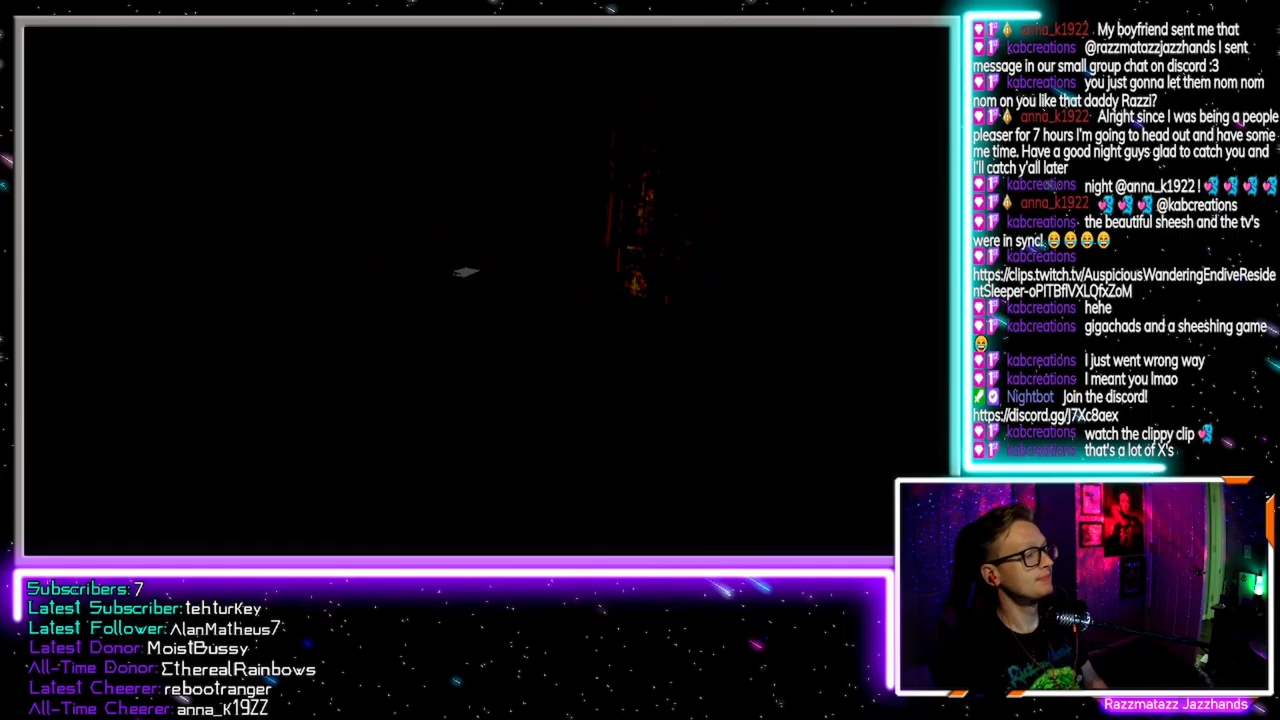 anna_k1922 My boyfriend sent me that
kabcreations @razzmatazzjazzhands I sent
message in our small group chat on discord :3
kabcreations you just gonna let them nom nom
nom on you like that daddy Razzi?
anna_k1922 Alright since I was being a people
pleaser for 7 hours I'm going to head out and have some
me time. Have a good night guys glad to catch you and
I'll catch y'all later
kabcreations night @anna_k1922 !
anna_k1922 @kabcreations
kabcreations the beautiful sheesh and the tv's
were in sync!
kabcreations
https://clips.twitch.tv/AuspiciousWanderingEndiveReside
ntSleeper-oPITBflVXLQfxZoM
kabcreations hehe
kabcreations gigachads and a sheeshing game
kabcreations I just went wrong way
kabcreations I meant you lmao
Nightbot Join the discord!
https://discord.gg/J7Xc8aex
kabcreations watch the clippy clip
kabcreations that's a lot of X's
Subscribers: 7
Latest Subscriber: tehturkey
Latest Follower: AlanMatheus7
Latest Donor: MoistBussy
All-Time Donor: EtherealRainbows
Latest Cheerer: rebootranger
All-Time Cheerer: anna_k1922
Razzmatazz Jazzhands